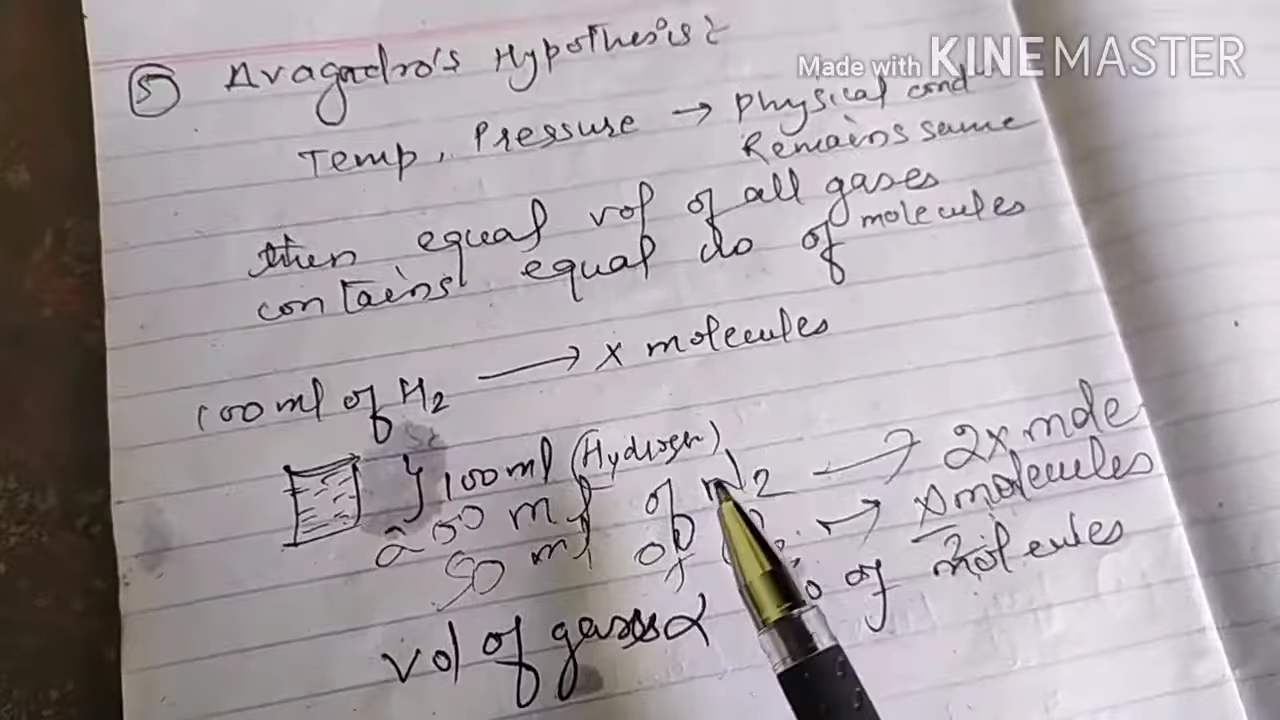 Made with KINEMASTER
5 Avagadro's Hypothesis:
Temp, Pressure → Physical cond
Remains same
then equal vol of all gases
contains equal no of molecules
100 ml of H2 → x molecules
100 ml (Hydrogen)
200 ml of N2 → 2x mole
50 ml of → x/2 molecules
vol of gases ∝ of molecules